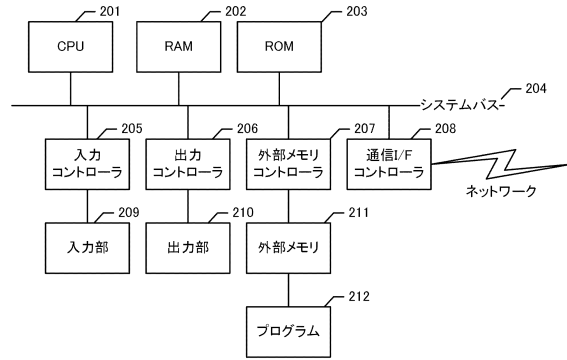 201
202
203
CPU
RAM
ROM
204
システムバス
205
206
207
208
入力
コントローラ
出力
コントローラ
外部メモリ
コントローラ
通信I/F
コントローラ
ネットワーク
209
210
211
入力部
出力部
外部メモリ
212
プログラム